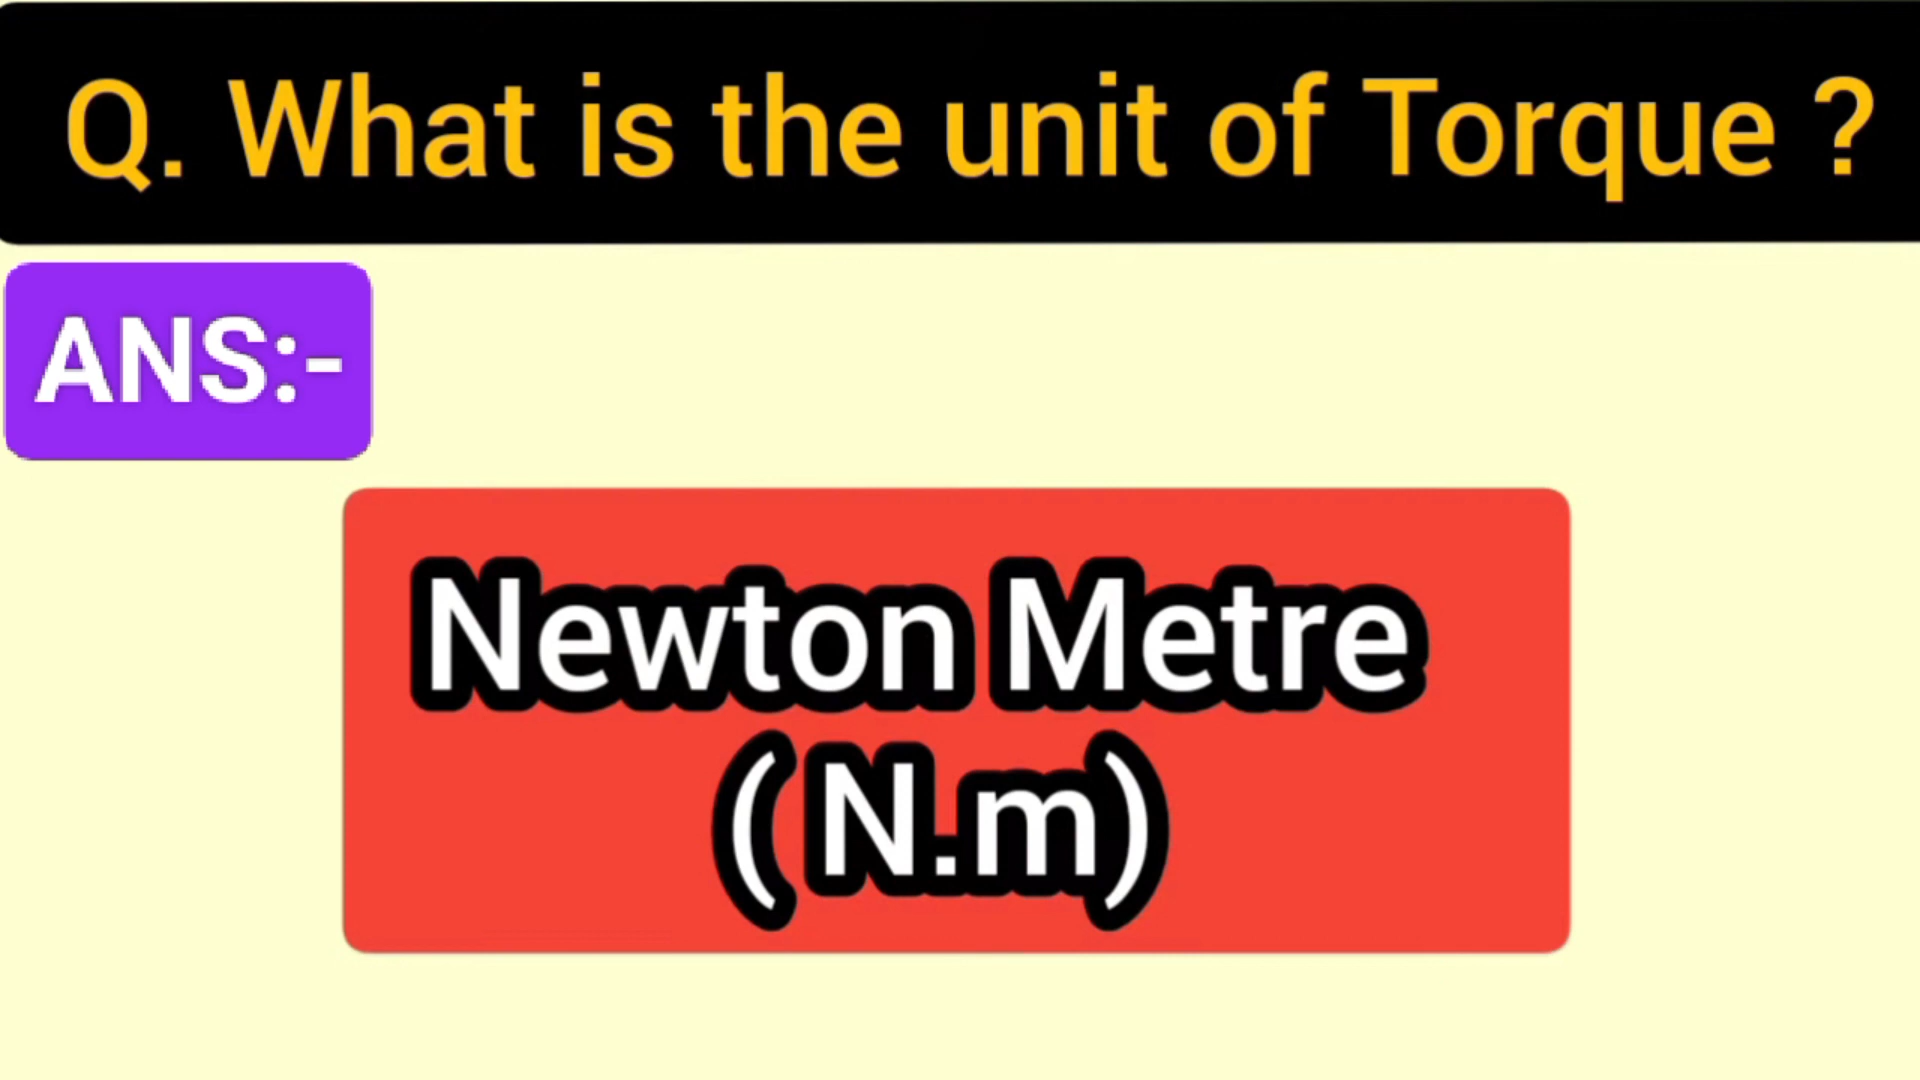 Q. What is the unit of Torque ?
ANS:-
Newton Metre
( N.m)